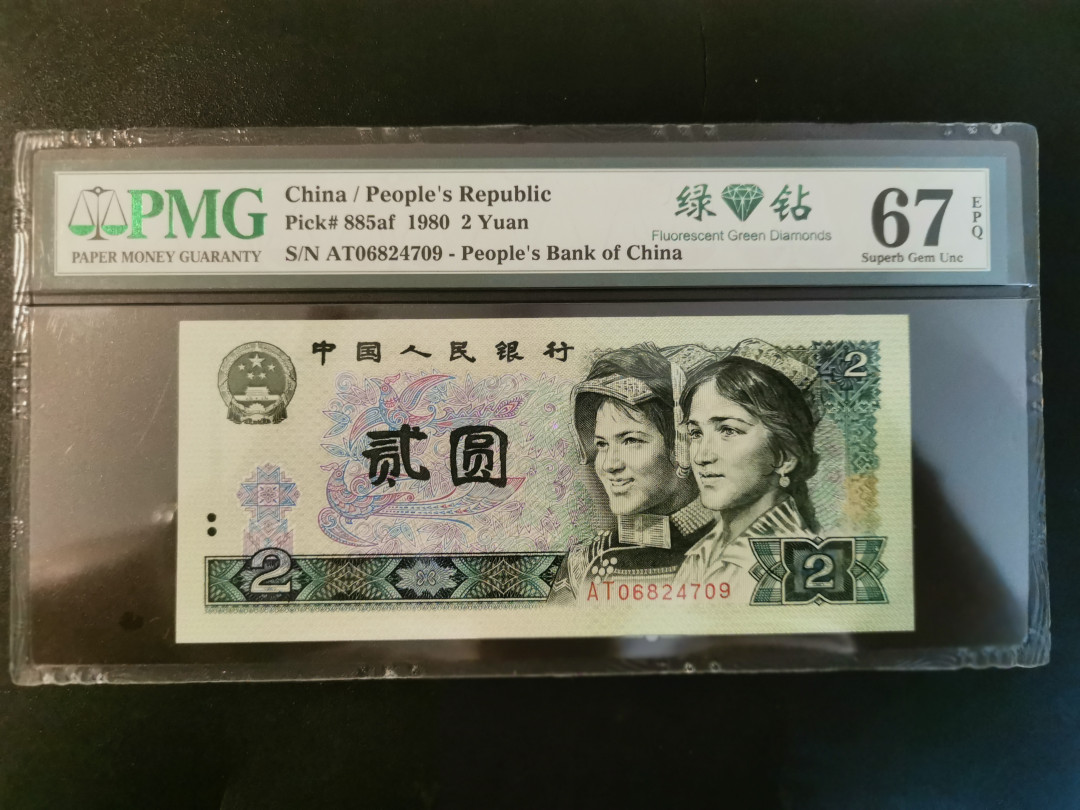 PMG
PAPER MONEY GUARANTY
China / People's Republic
Pick# 885af 1980 2 Yuan
S/N AT06824709 - People's Bank of China
绿钻
Fluorescent Green Diamonds
67
EPQ
Superb Gem Unc
中国人民银行
2
贰圆
2
AT06824709
2